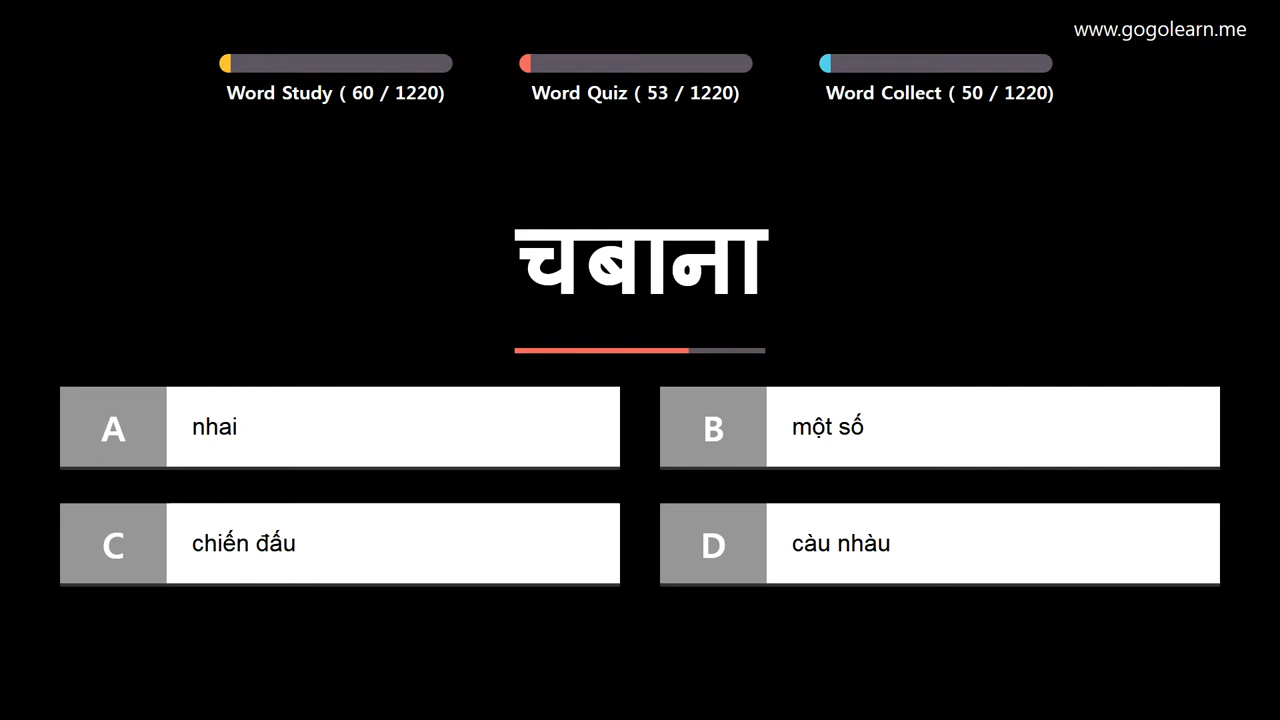 www.gogolearn.me
Word Study ( 60 / 1220)
Word Quiz ( 53 / 1220)
Word Collect ( 50 / 1220)
चबाना
A nhai
B một số
C chiến đấu
D càu nhàu